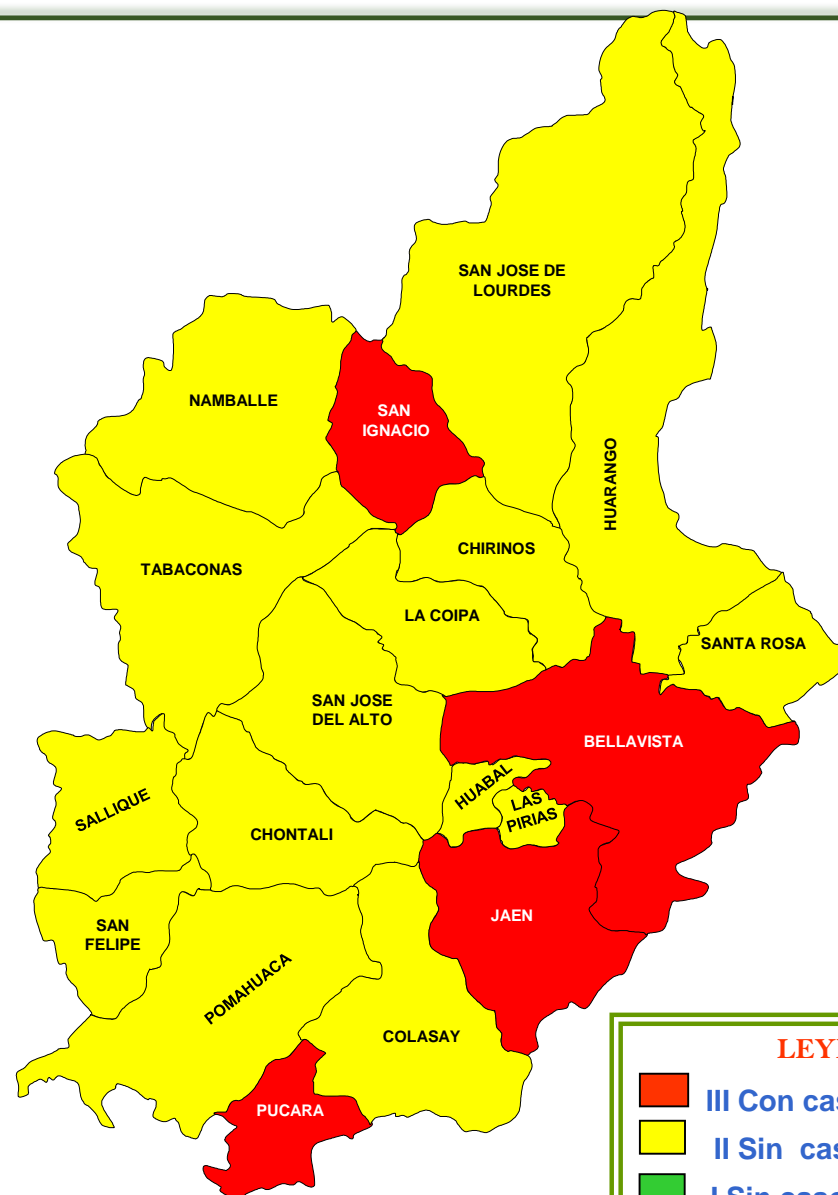 SAN JOSE DE
LOURDES
NAMBALLE
SAN
IGNACIO
HUARANGO
CHIRINOS
TABACONAS
LA COIPA
SANTA ROSA
SAN JOSE
DEL ALTO
BELLAVISTA
HUABAL
LAS
PIRIAS
SALLIQUE
CHONTALI
JAEN
SAN
FELIPE
POMAHUACA
COLASAY
PUCARA
III Con
II Sin
I Sin